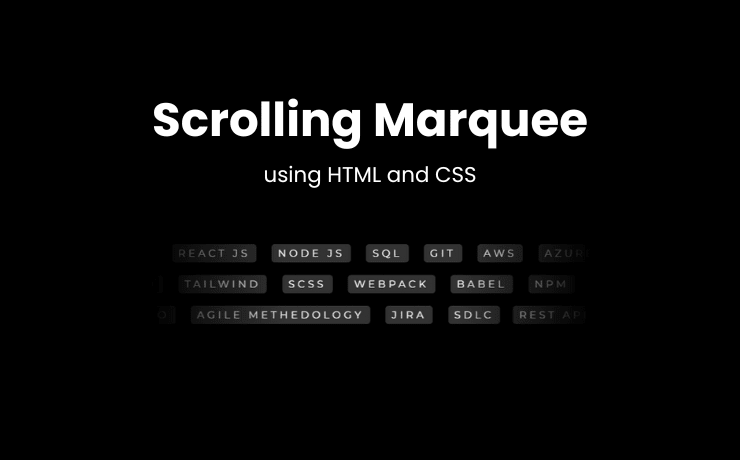 Scrolling Marquee
using HTML and CSS
REACT JS NODE JS SQL GIT AWS
TAILWIND SCSS WEBPACK BABEL NPM
AGILE METHEDOLOGY JIRA SDLC REST